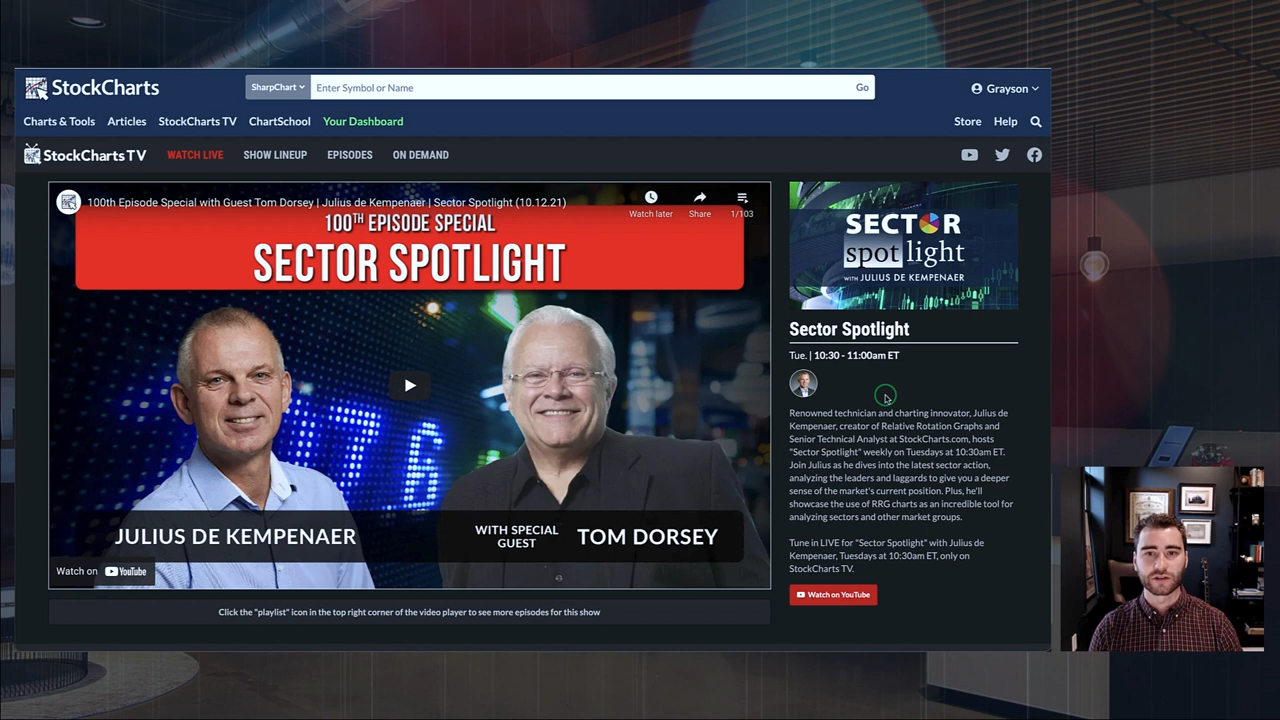 StockCharts
SharpChart
Enter Symbol or Name
Go
Grayson
Charts & Tools
Articles
StockCharts TV
ChartSchool
Your Dashboard
Store
Help
StockCharts TV
WATCH LIVE
SHOW LINEUP
EPISODES
ON DEMAND
100th Episode Special with Guest Tom Dorsey | Julius de Kempenaer | Sector Spotlight (10.12.21)
Watch later
Share
1/103
100TH EPISODE SPECIAL
SECTOR SPOTLIGHT
JULIUS DE KEMPENAER
WITH SPECIAL
GUEST
TOM DORSEY
Watch on YouTube
Click the "playlist" icon in the top right corner of the video player to see more episodes for this show
SECTOR
spotlight
WITH JULIUS DE KEMPENAER
Sector Spotlight
Tue. | 10:30 - 11:00am ET
Renowned technician and charting innovator, Julius de
Kempenaer, creator of Relative Rotation Graphs and
Senior Technical Analyst at StockCharts.com, hosts
"Sector Spotlight" weekly on Tuesdays at 10:30am ET.
Join Julius as he dives into the latest sector action,
analyzing the leaders and laggards to give you a deeper
sense of the market's current position. Plus, he'll
showcase the use of RRG charts as an incredible tool for
analyzing sectors and other market groups.
Tune in LIVE for "Sector Spotlight" with Julius de
Kempenaer, Tuesdays at 10:30am ET, only on
StockCharts TV.
Watch on YouTube